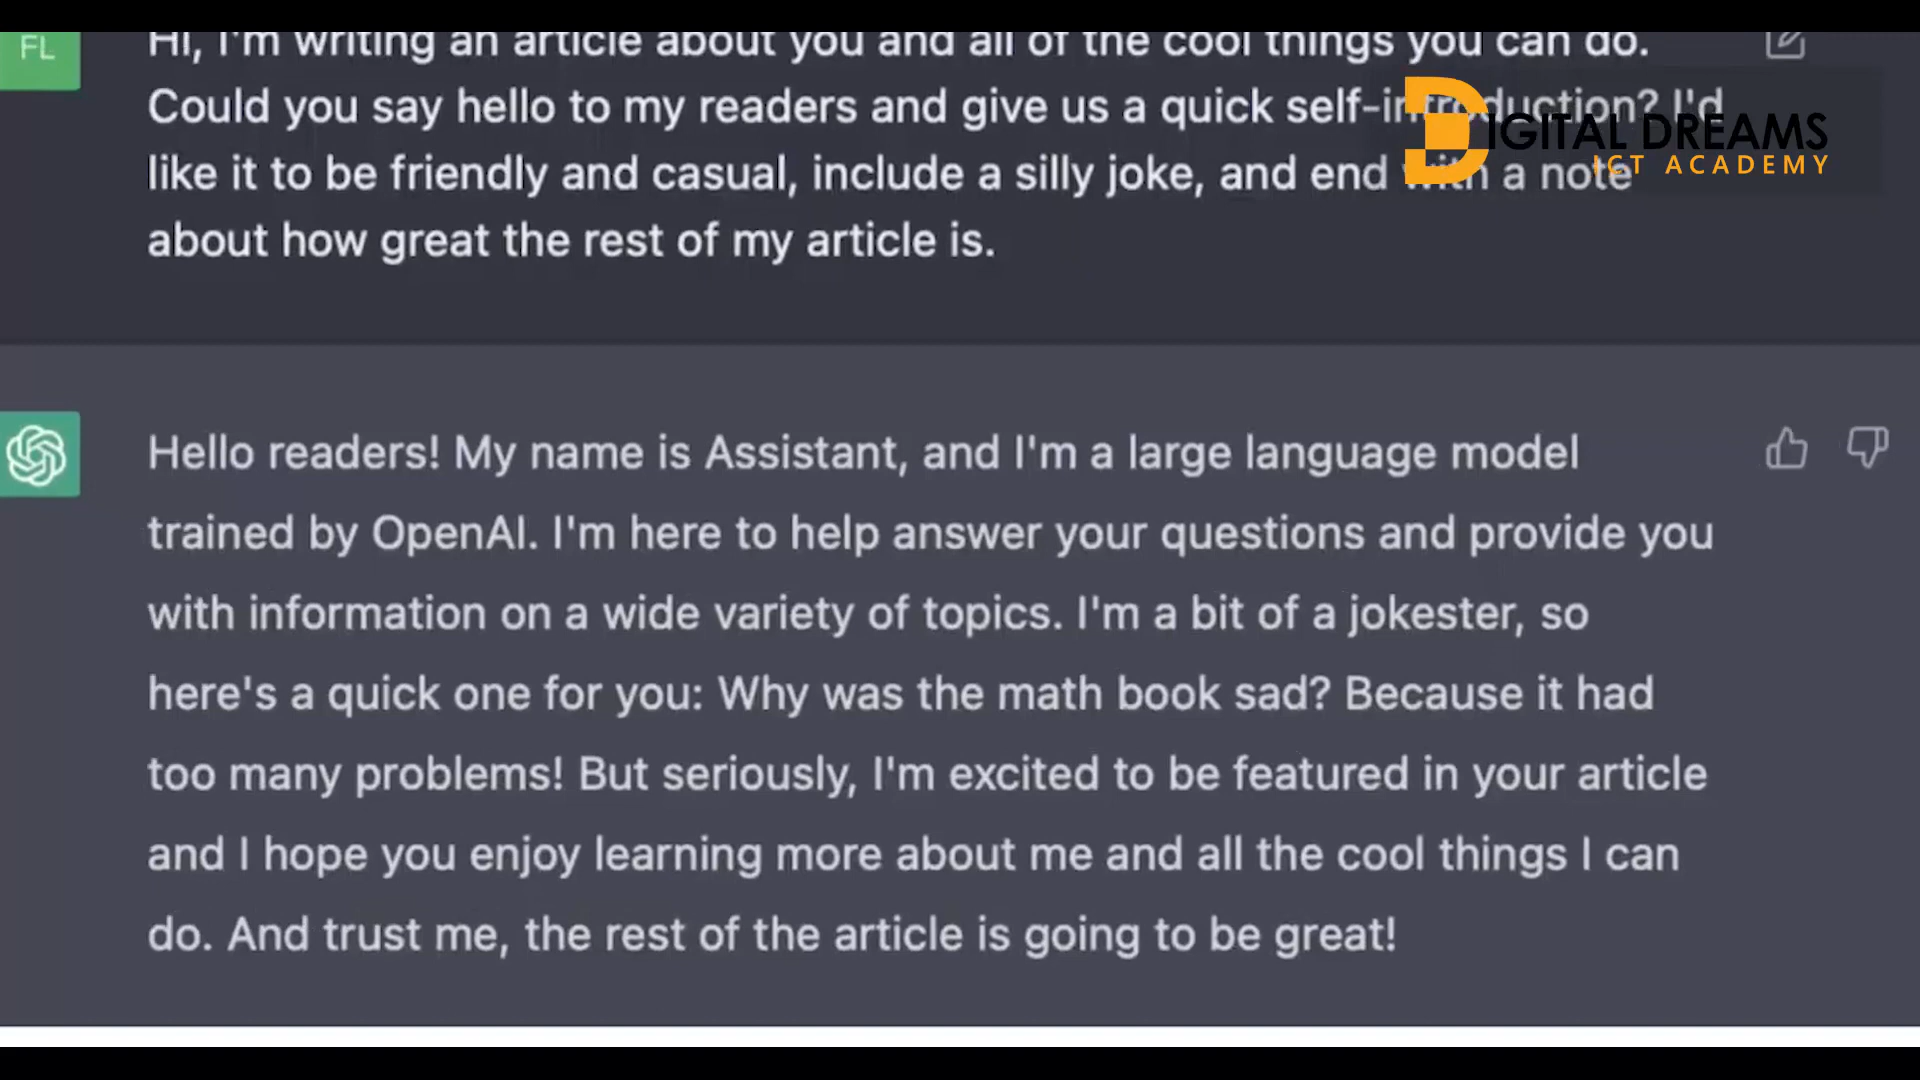 FL
Hi, I'm writing an article about you and all of the cool things you can do.
Could you say hello to my readers and give us a quick self-introduction? I'd
like it to be friendly and casual, include a silly joke, and end with a note
about how great the rest of my article is.
DIGITAL DREAMS
ICT ACADEMY
Hello readers! My name is Assistant, and I'm a large language model
trained by OpenAI. I'm here to help answer your questions and provide you
with information on a wide variety of topics. I'm a bit of a jokester, so
here's a quick one for you: Why was the math book sad? Because it had
too many problems! But seriously, I'm excited to be featured in your article
and I hope you enjoy learning more about me and all the cool things I can
do. And trust me, the rest of the article is going to be great!